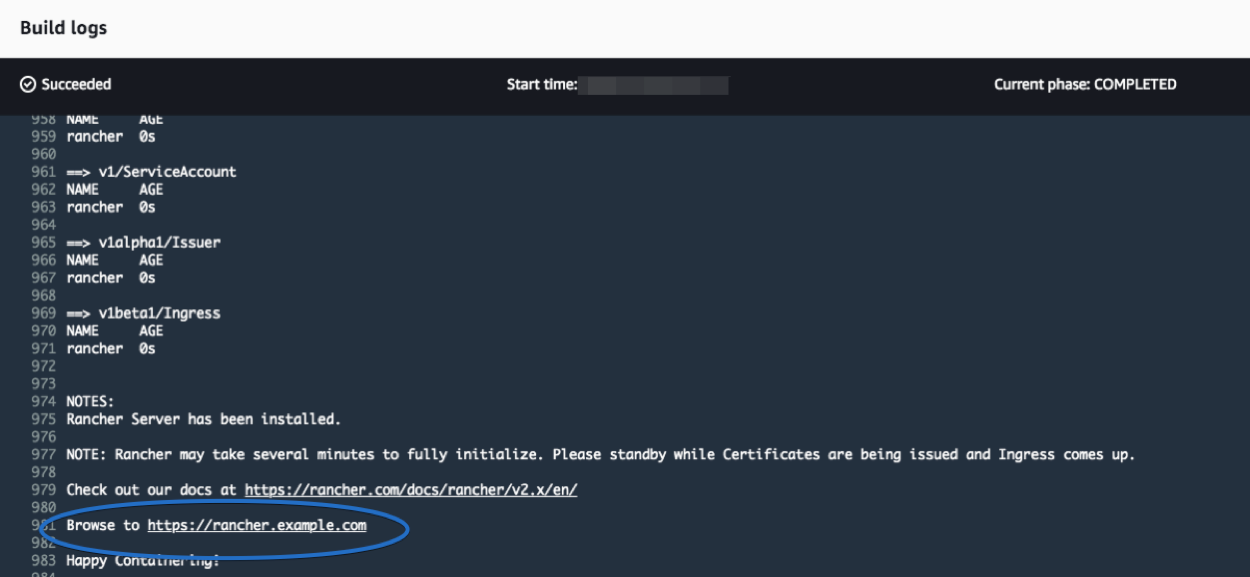 Build logs
Succeeded Start time: Current phase: COMPLETED
958 NAME AGE
959 rancher 0s
960
961 ==> v1/ServiceAccount
962 NAME AGE
963 rancher 0s
964
965 ==> v1alpha1/Issuer
966 NAME AGE
967 rancher 0s
968
969 ==> v1beta1/Ingress
970 NAME AGE
971 rancher 0s
972
973
974 NOTES:
975 Rancher Server has been installed.
976
977 NOTE: Rancher may take several minutes to fully initialize. Please standby while Certificates are being issued and Ingress comes up.
978
979 Check out our docs at https://rancher.com/docs/rancher/v2.x/en/
980
981 Browse to https://rancher.example.com
982
983 Happy Containering!
984